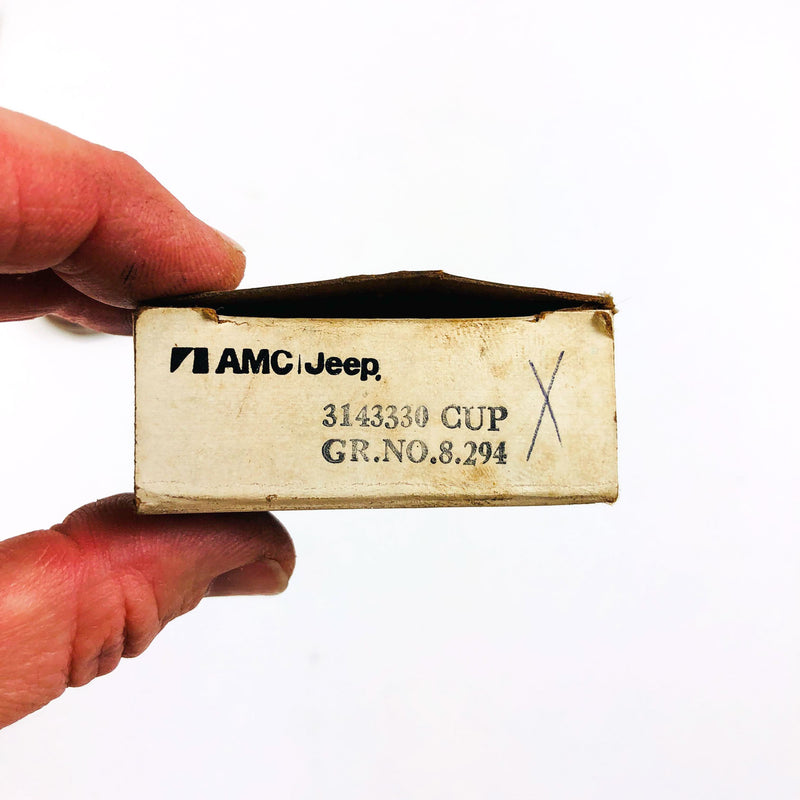 AMC|Jeep.
3143330 CUP
GR.NO.8.294
X